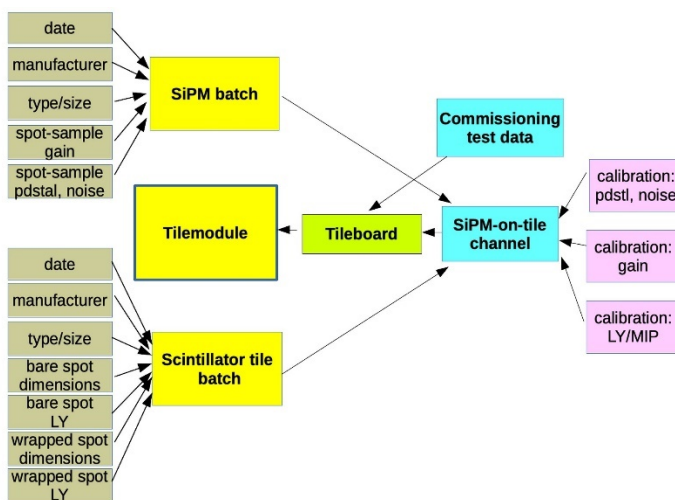 date
manufacturer
type/size
spot-sample
gain
spot-sample
pdstal, noise
SiPM batch
Commissioning
test data
Tilemodule
Tileboard
SiPM-on-tile
channel
calibration:
pdstl, noise
calibration:
gain
calibration:
LY/MIP
date
manufacturer
type/size
bare spot
dimensions
bare spot
LY
wrapped spot
dimensions
wrapped spot
LY
Scintillator tile
batch